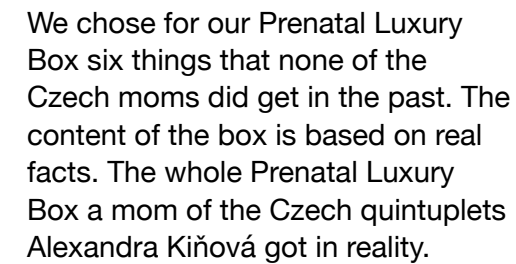 We chose for our Prenatal Luxury
Box six things that none of the
Czech moms did get in the past. The
content of the box is based on real
facts. The whole Prenatal Luxury
Box a mom of the Czech quintuplets
Alexandra Kiňová got in reality.